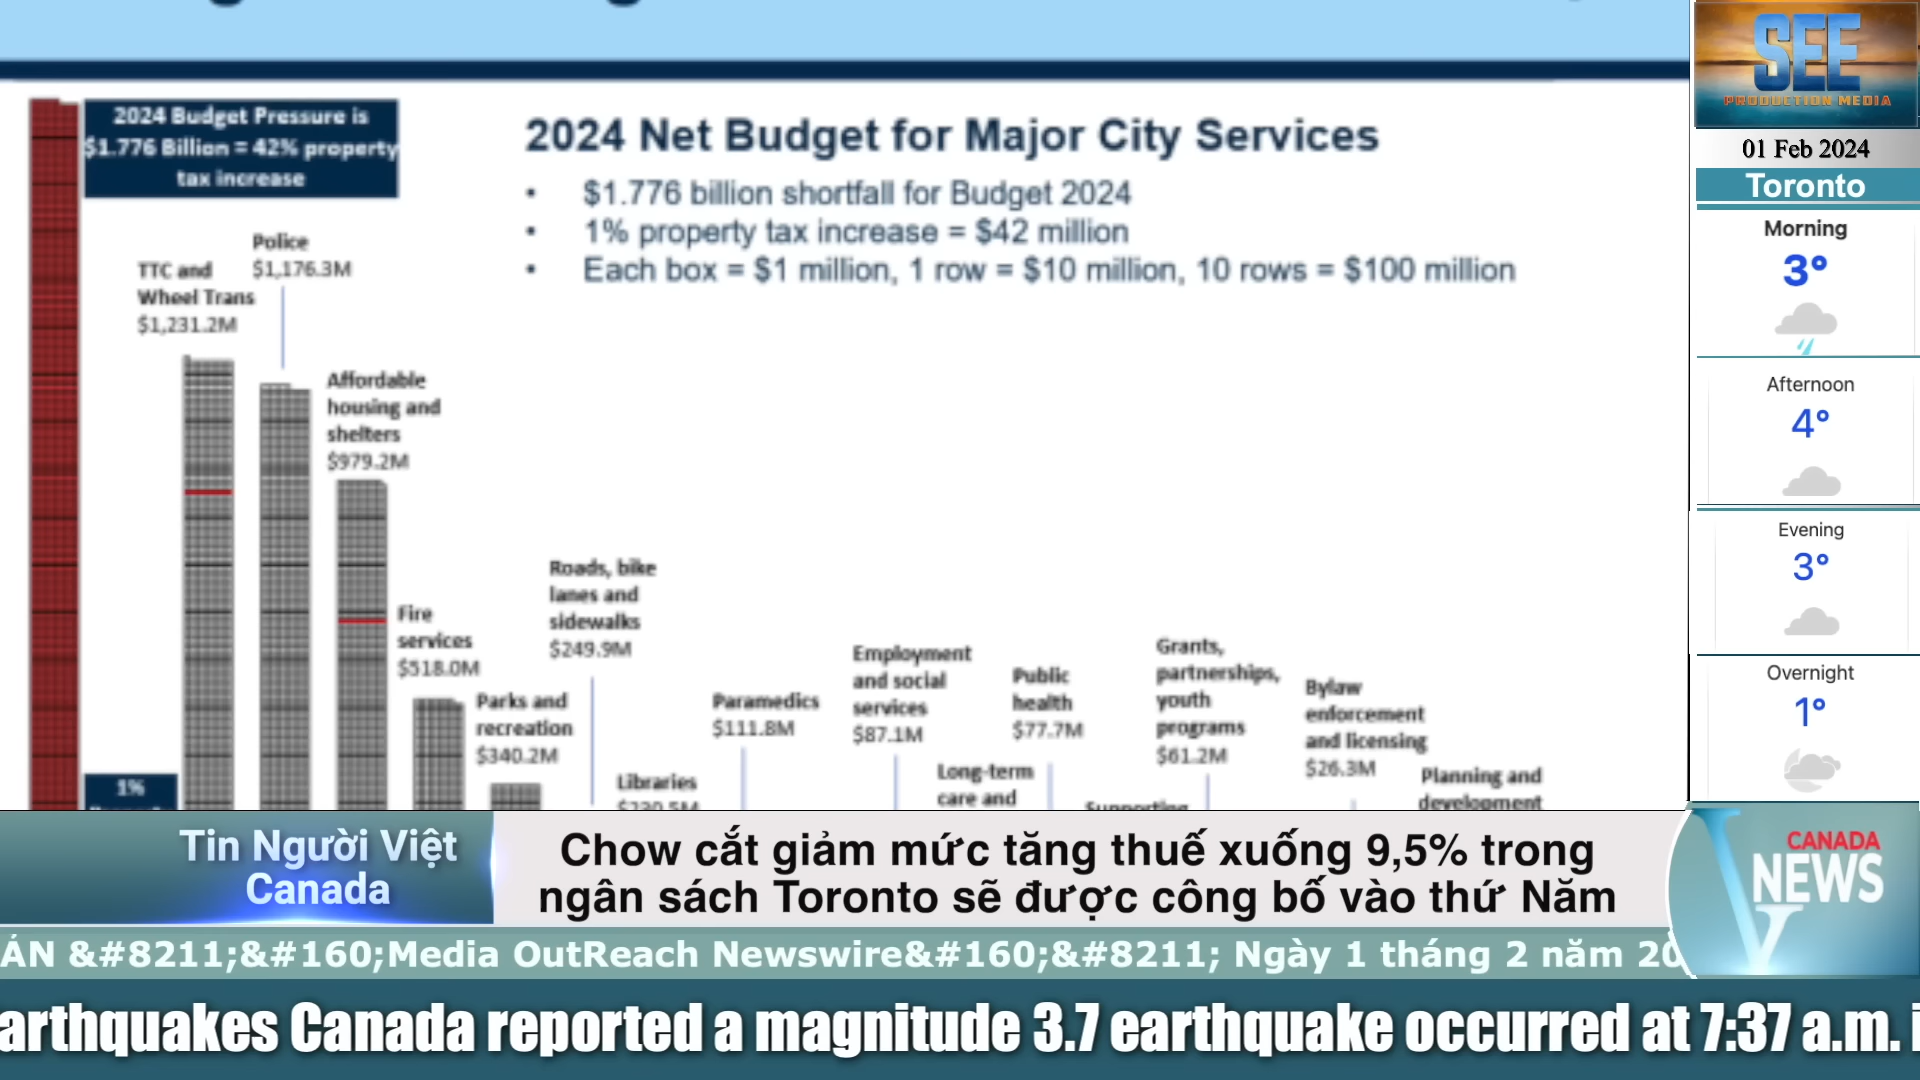 2024 Budget Pressure is
$1.776 Billion = 42% property
tax increase
2024 Net Budget for Major City Services
• $1.776 billion shortfall for Budget 2024
• 1% property tax increase = $42 million
• Each box = $1 million, 1 row = $10 million, 10 rows = $100 million
TTC and
Wheel Trans
$1,231.2M
Police
$1,176.3M
Affordable
housing and
shelters
$979.2M
Fire
services
$518.0M
Parks and
recreation
$340.2M
Roads, bike
lanes and
sidewalks
$249.9M
Libraries
Paramedics
$111.8M
Employment
and social
services
$87.1M
Long-term
care and
Public
health
$77.7M
Supporting
Grants,
partnerships,
youth
programs
$61.2M
Bylaw
enforcement
and licensing
$26.3M
Planning and
development
1%
SEE
PRODUCTION MEDIA
01 Feb 2024
Toronto
Morning
3°
Afternoon
4°
Evening
3°
Overnight
1°
Tin Người Việt
Canada
Chow cắt giảm mức tăng thuế xuống 9,5% trong
ngân sách Toronto sẽ được công bố vào thứ Năm
CANADA
NEWS
V
ÁN &#8211;&#160;Media OutReach Newswire&#160;&#8211; Ngày 1 tháng 2 năm 20
arthquakes Canada reported a magnitude 3.7 earthquake occurred at 7:37 a.m. i